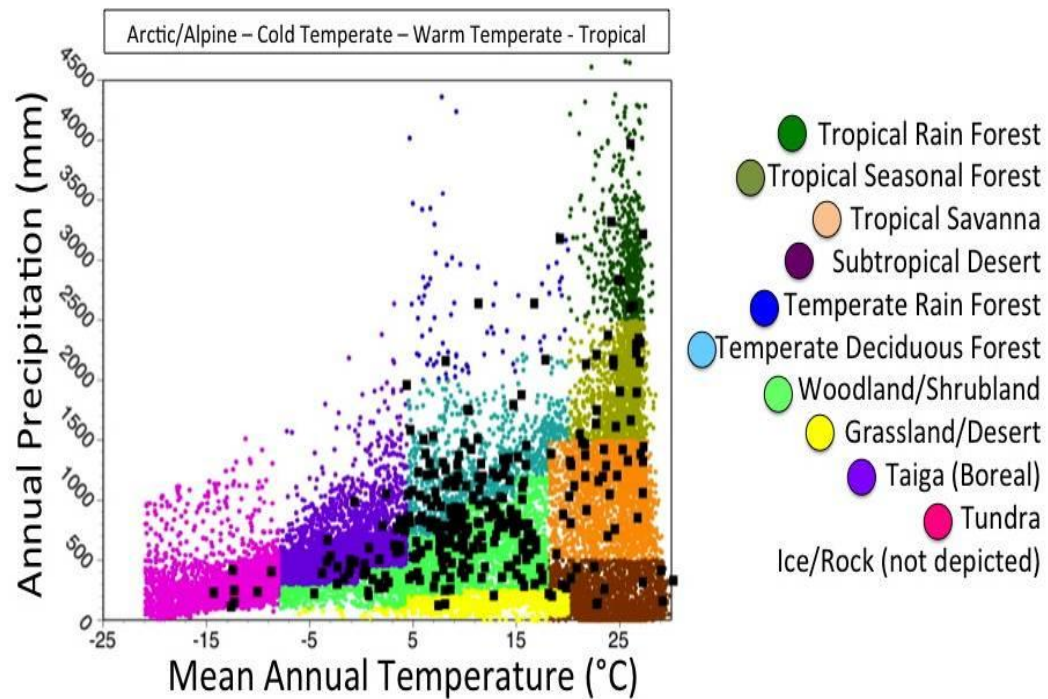 Arctic/Alpine – Cold Temperate – Warm Temperate - Tropical
Annual Precipitation (mm)
4500
4000
3500
3000
2500
2000
1500
1000
500
0
-25
-15
-5
5
15
25
Mean Annual Temperature (°C)
Tropical Rain Forest
Tropical Seasonal Forest
Tropical Savanna
Subtropical Desert
Temperate Rain Forest
Temperate Deciduous Forest
Woodland/Shrubland
Grassland/Desert
Taiga (Boreal)
Tundra
Ice/Rock (not depicted)